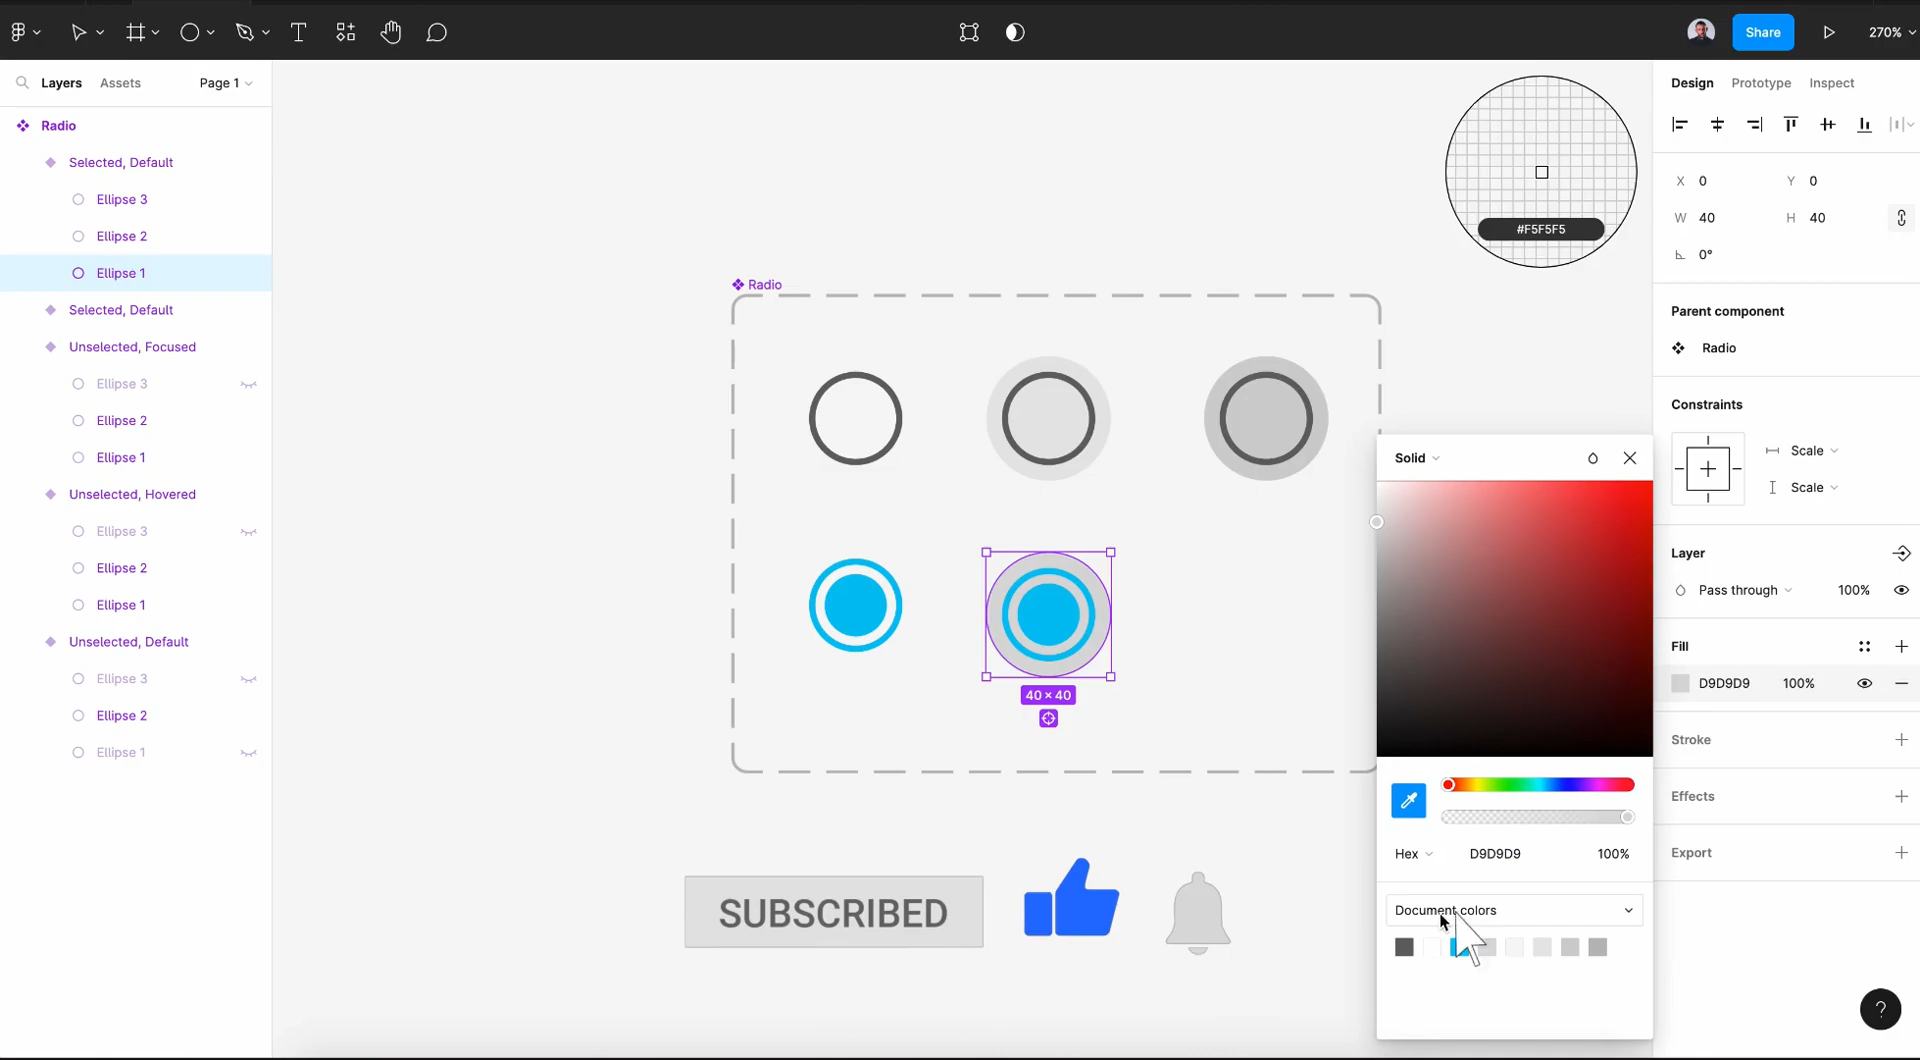 Share
270%
Layers
Assets
Page 1
Radio
Selected, Default
Ellipse 3
Ellipse 2
Ellipse 1
Selected, Default
Unselected, Focused
Ellipse 3
Ellipse 2
Ellipse 1
Unselected, Hovered
Ellipse 3
Ellipse 2
Ellipse 1
Unselected, Default
Ellipse 3
Ellipse 2
Ellipse 1
#F5F5F5
Radio
40 × 40
SUBSCRIBED
Solid
Hex D9D9D9 100%
Document colors
Design Prototype Inspect
X 0 Y 0
W 40 H 40
0°
Parent component
Radio
Constraints
Scale
Scale
Layer
Pass through 100%
Fill
D9D9D9 100%
Stroke
Effects
Export
?